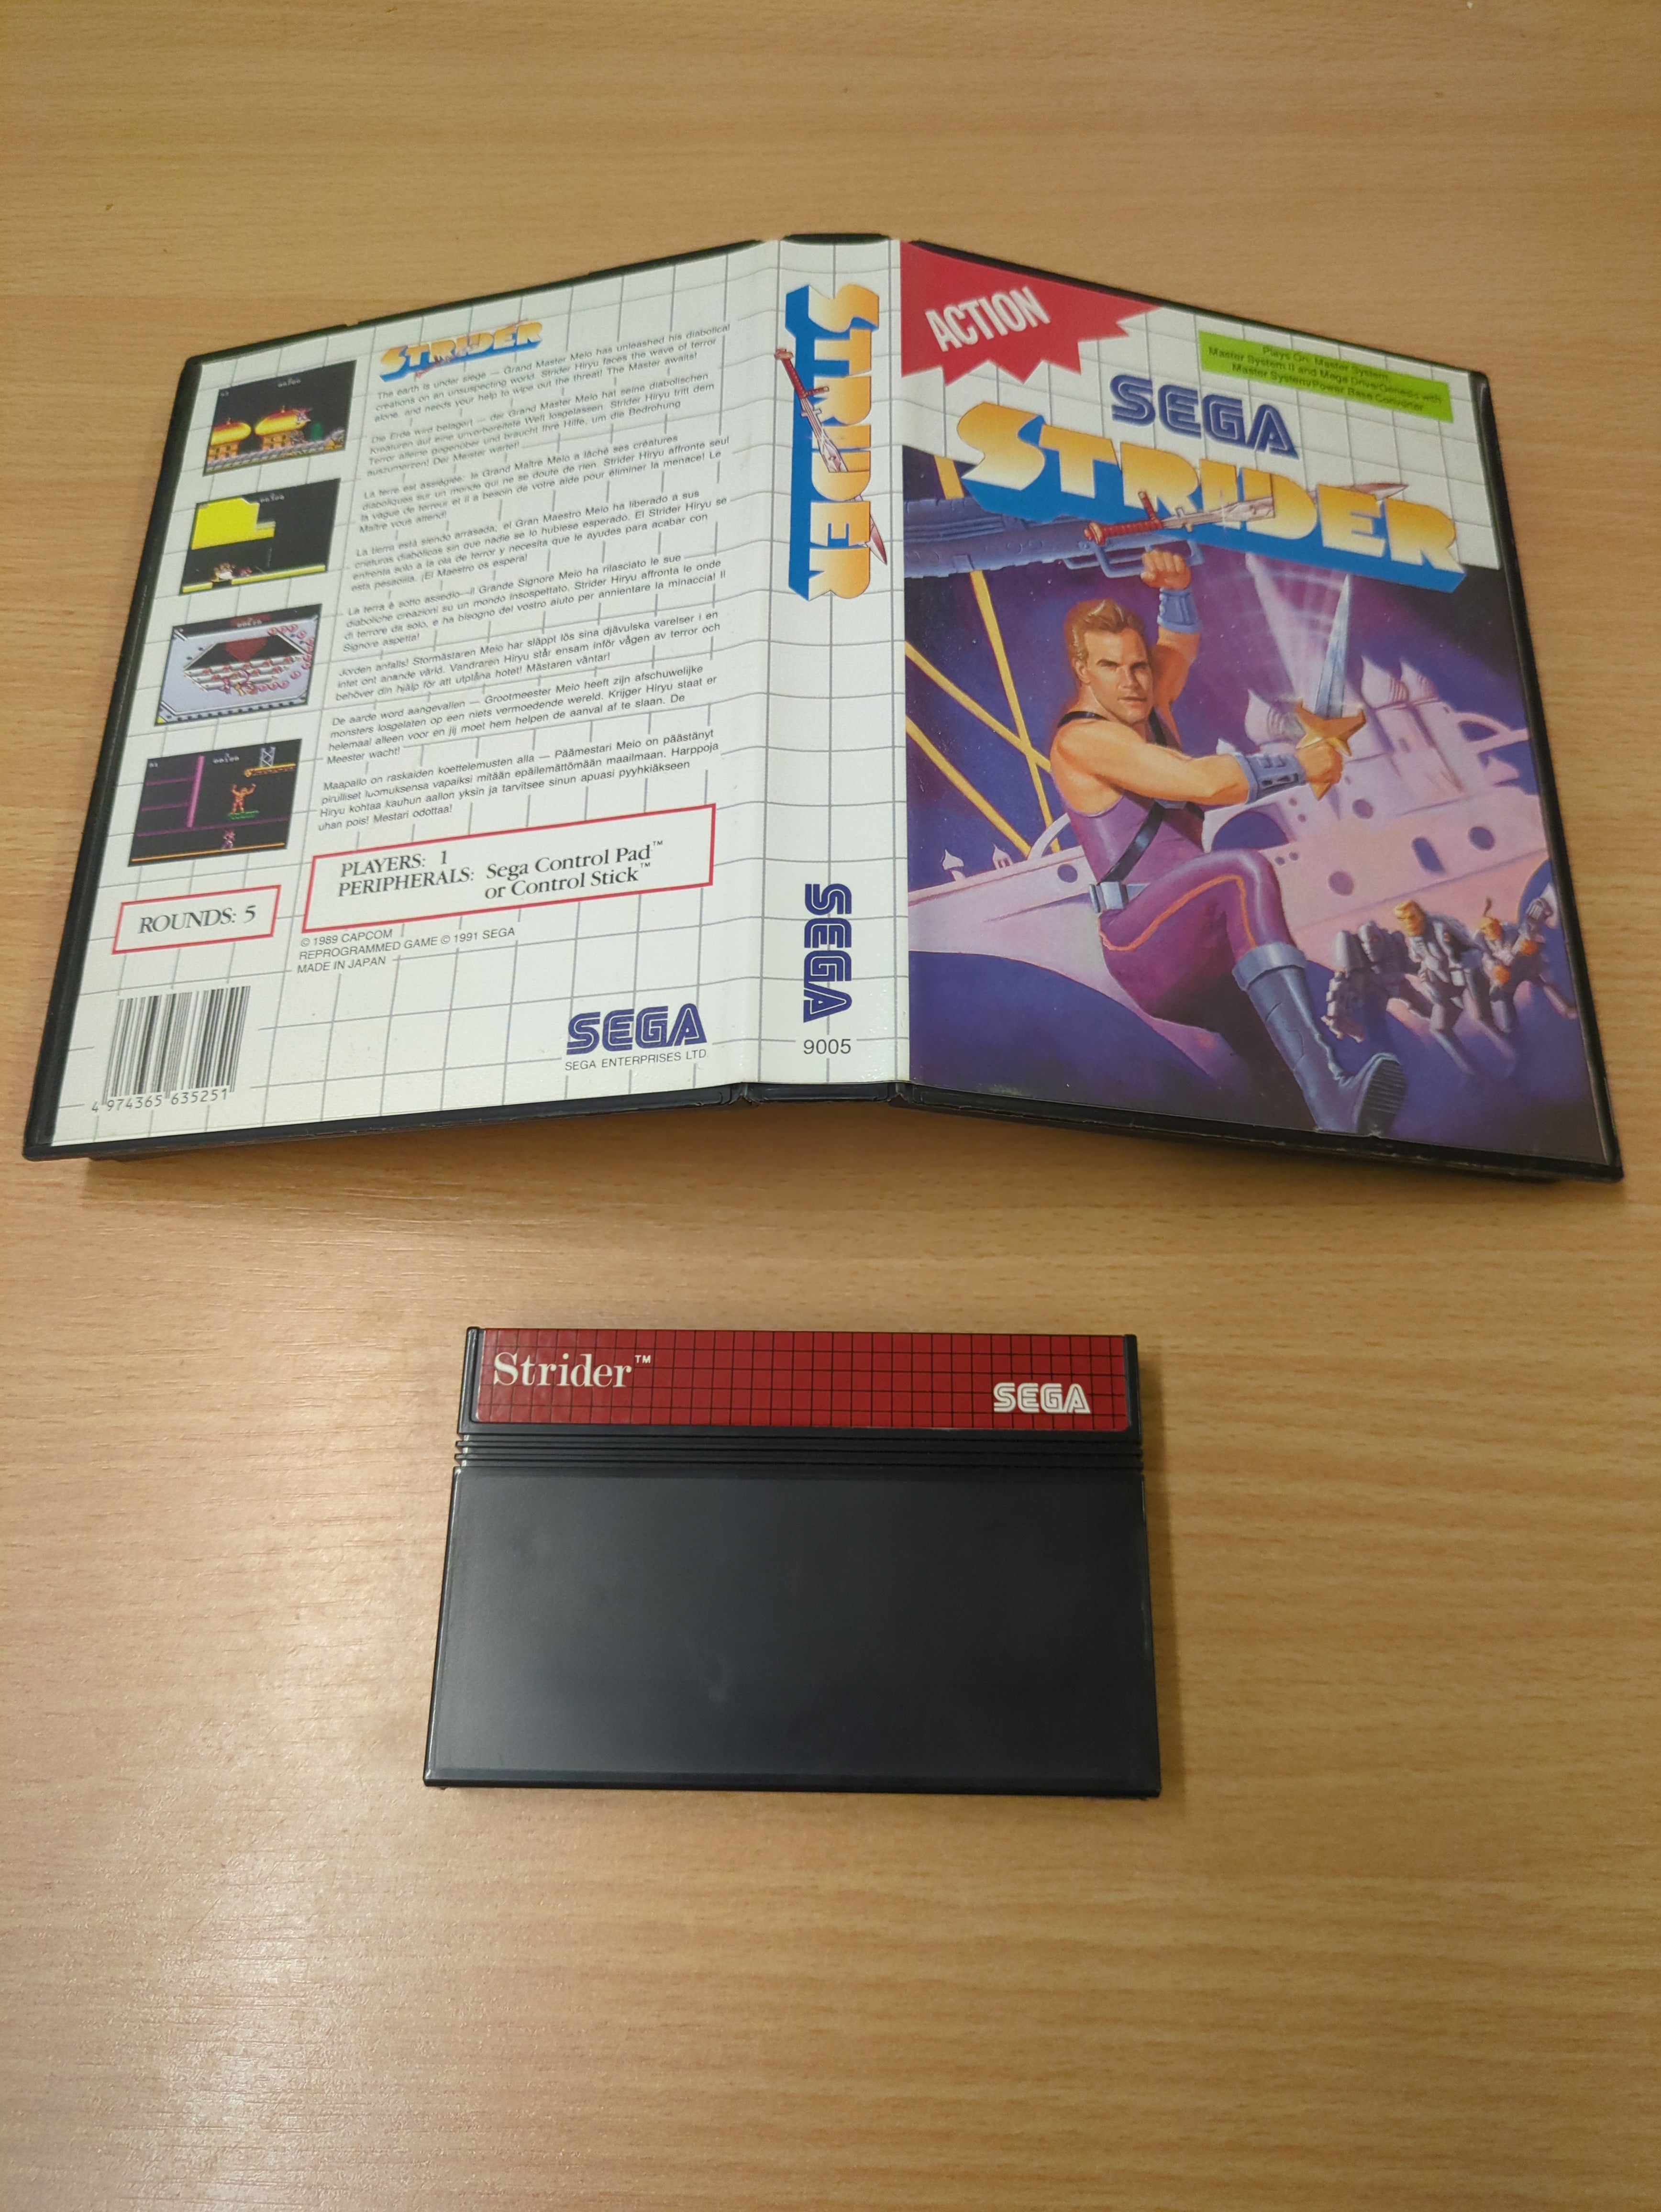 STRIDER
The earth is under siege — Grand Master Meio has unleashed his diabolical
creations on an unsuspecting world. Strider Hiryu faces the wave of terror
alone, and needs your help to wipe out the threat! The Master awaits!
Die Erde wird belagert — der Grand Master Meio hat seine diabolischen
Kreaturen auf eine unvorbereitete Welt losgelassen. Strider Hiryu tritt dem
Terror alleine gegenüber und braucht Ihre Hilfe, um die Bedrohung
auszumerzen! Der Meister wartet!
La terre est assiégée: le Grand Maître Meio a lâché ses créatures
diaboliques sur un monde qui ne se doute de rien. Strider Hiryu affronte seul
la vague de terreur et il a besoin de votre aide pour éliminer la menace! Le
Maître vous attend!
La tierra está siendo arrasada; el Gran Maestro Meio ha liberado a sus
criaturas diabólicas sin que nadie se lo hubiese esperado. El Strider Hiryu se
enfrenta solo a la ola de terror y necesita que le ayudes para acabar con
esta pesadilla. ¡El Maestro os espera!
La terra è sotto assedio—il Grande Signore Meio ha rilasciato le sue
diaboliche creazioni su un mondo insospettato. Strider Hiryu affronta le onde
di terrore da solo, e ha bisogno del vostro aiuto per annientare la minaccia! Il
Signore aspetta!
Jorden anfalls! Stormästaren Meio har släppt lös sina djävulska varelser i en
intet ont anande värld. Vandraren Hiryu står ensam inför vågen av terror och
behöver din hjälp för att utplåna hotet! Mästaren väntar!
De aarde word aangevallen — Grootmeester Meio heeft zijn afschuwelijke
monsters losgelaten op een niets vermoedende wereld. Krijger Hiryu staat er
helemaal alleen voor en jij moet hem helpen de aanval af te slaan. De
Meester wacht!
Maapallo on raskaiden koettelemusten alla — Päämestari Meio on päästänyt
pirulliset luomuksensa vapaiksi mitään epäilemättömään maailmaan. Harppoja
Hiryu kohtaa kauhun aallon yksin ja tarvitsee sinun apuasi pyyhkiäkseen
uhan pois! Mestari odottaa!
PLAYERS: 1
PERIPHERALS: Sega Control Pad™
or Control Stick™
ROUNDS: 5
© 1989 CAPCOM
REPROGRAMMED GAME © 1991 SEGA
MADE IN JAPAN
SEGA
SEGA ENTERPRISES LTD
4 974365 635251
STRIDER
SEGA
9005
ACTION
Plays On: Master System,
Master System II and Mega Drive/Genesis with
Master System/Power Base Converter
SEGA
STRIDER
Strider™
SEGA